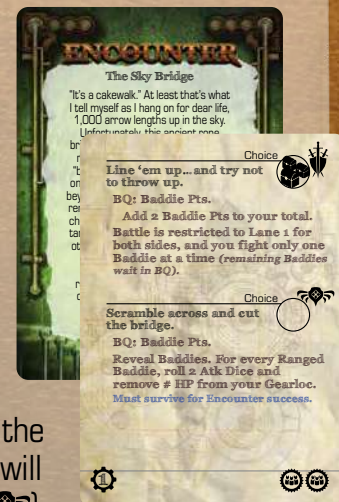 ENCOUNTER
The Sky Bridge
"It's a cakewalk." At least that's what
I tell myself as I hang on for dear life,
1,000 arrow lengths up in the sky.
Unfortunately, this ancient rope
Choice
Line 'em up...and try not
to throw up.
BQ: Baddie Pts.
Add 2 Baddie Pts to your total.
Battle is restricted to Lane 1 for
both sides, and you fight only one
Baddie at a time (remaining Baddies
wait in BQ).
Choice
Scramble across and cut
the bridge.
BQ: Baddie Pts.
Reveal Baddies. For every Ranged
Baddie, roll 2 Atk Dice and
remove # HP from your Gearloc.
Must survive for Encounter success.
1
the
will